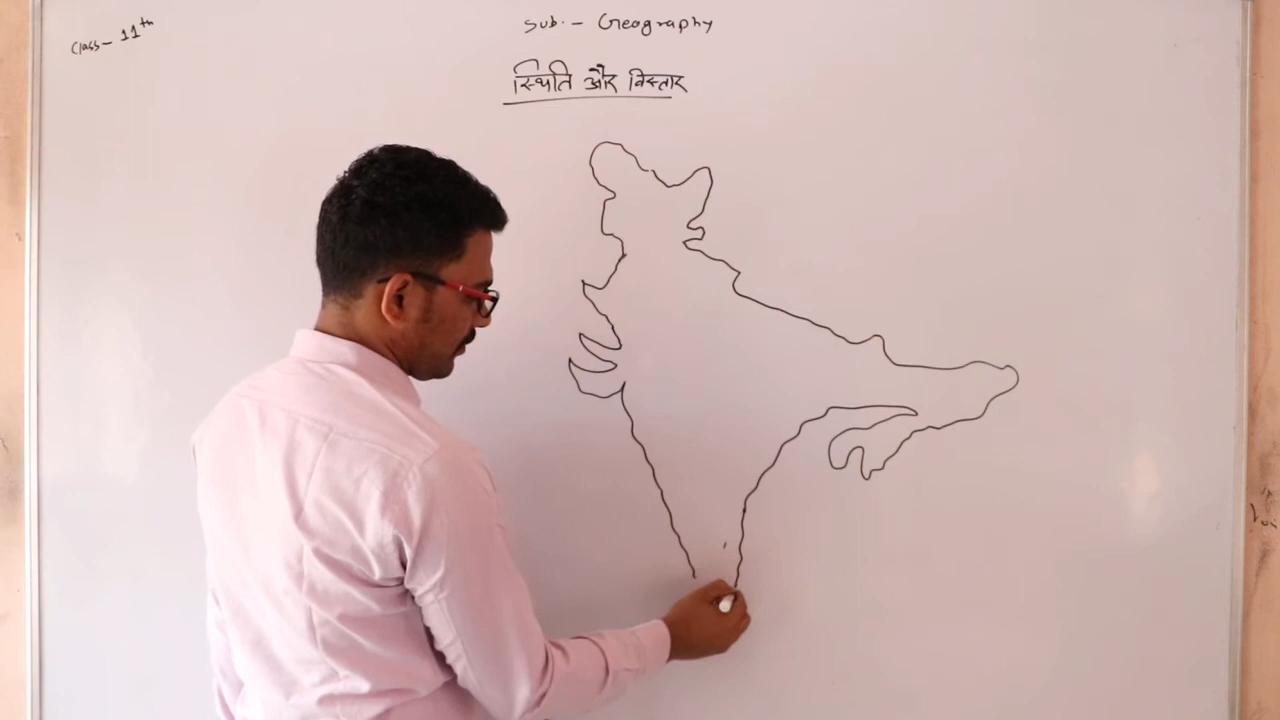 Class- 11th
Sub. - Geography
स्थिति और विस्तार